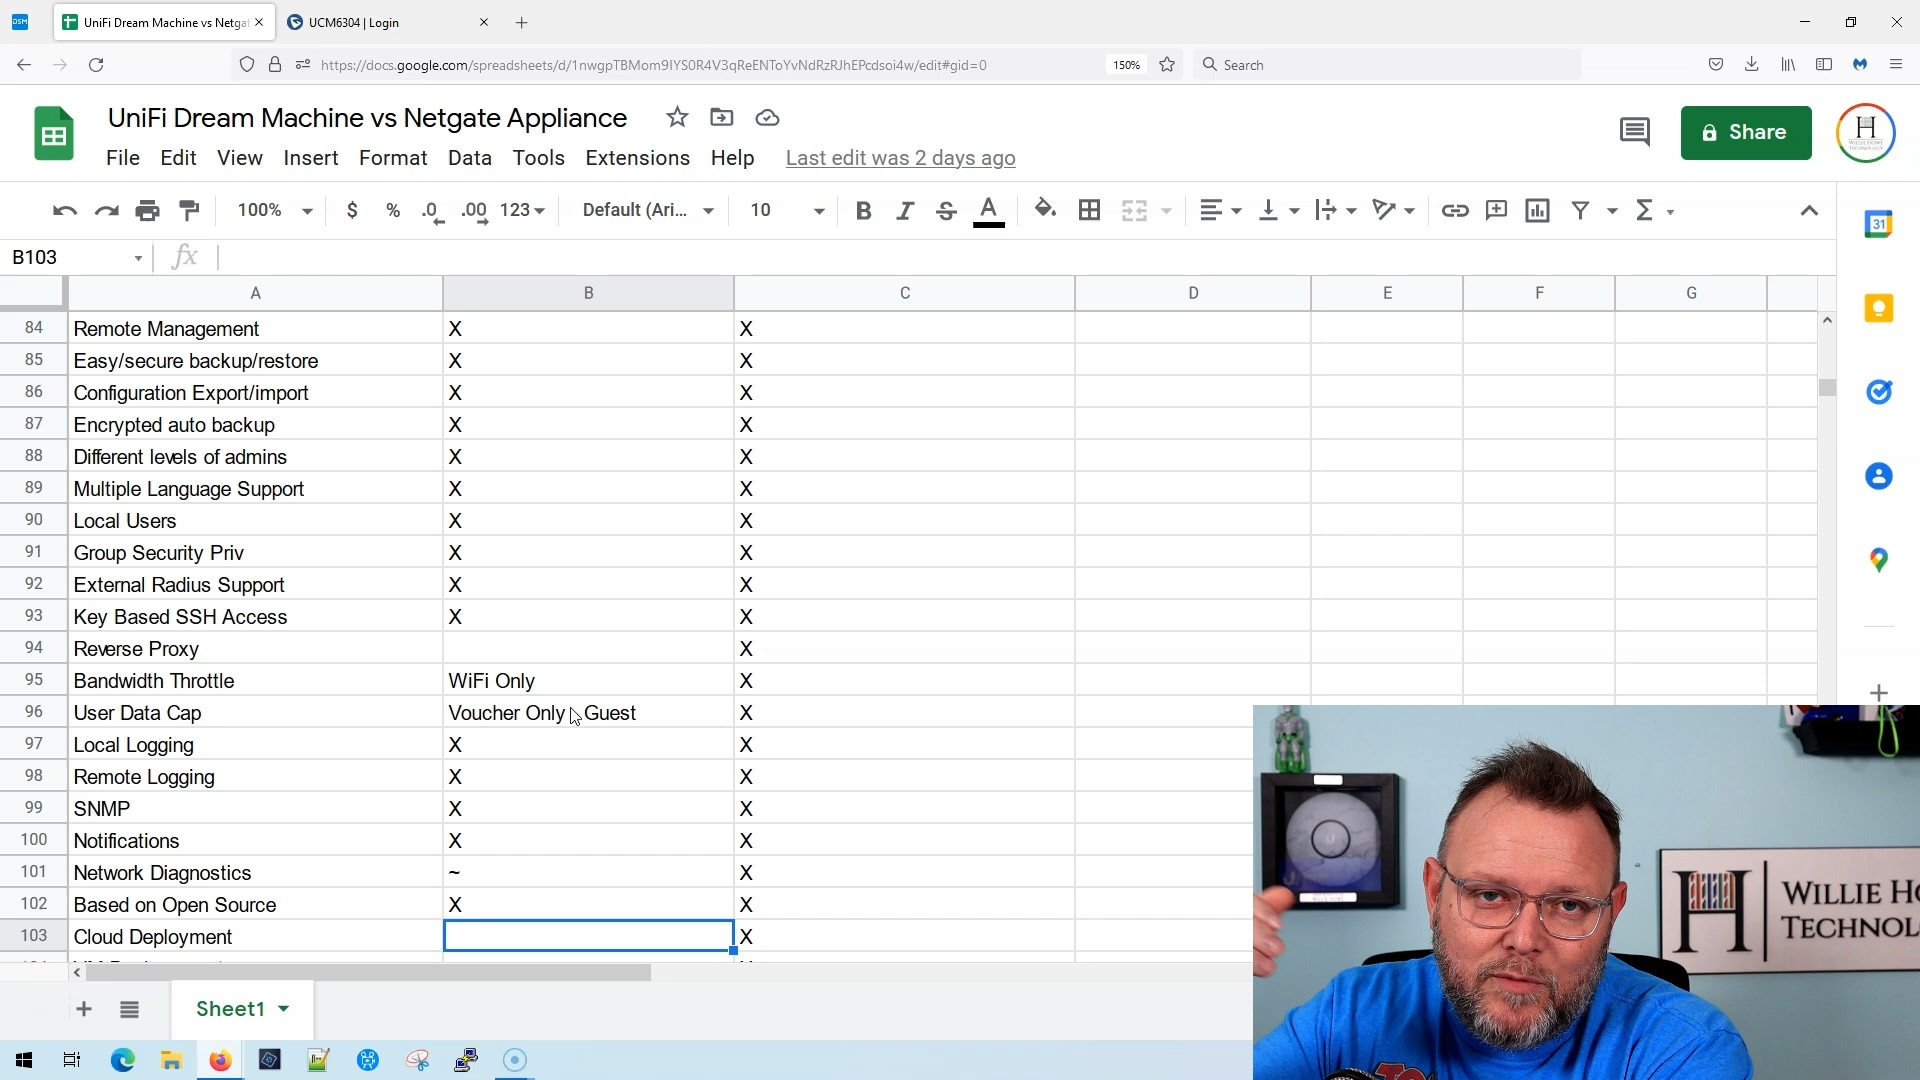 DSM
UniFi Dream Machine vs Netgat
UCM6304 | Login
https://docs.google.com/spreadsheets/d/1nwgpTBMom9IYS0R4V3qReENToYvNdRzRJhEPcdsoi4w/edit#gid=0
150%
Search
UniFi Dream Machine vs Netgate Appliance
File Edit View Insert Format Data Tools Extensions Help Last edit was 2 days ago
Share
100% $ % .0 .00 123 Default (Ari... 10 B I S A
31
B103 fx
A B C D E F G
84 Remote Management X X
85 Easy/secure backup/restore X X
86 Configuration Export/import X X
87 Encrypted auto backup X X
88 Different levels of admins X X
89 Multiple Language Support X X
90 Local Users X X
91 Group Security Priv X X
92 External Radius Support X X
93 Key Based SSH Access X X
94 Reverse Proxy X
95 Bandwidth Throttle WiFi Only X
96 User Data Cap Voucher Only Guest X
97 Local Logging X X
98 Remote Logging X X
99 SNMP X X
100 Notifications X X
101 Network Diagnostics ~ X
102 Based on Open Source X X
103 Cloud Deployment X
Sheet1
H
WILLIE HO
TECHNOL